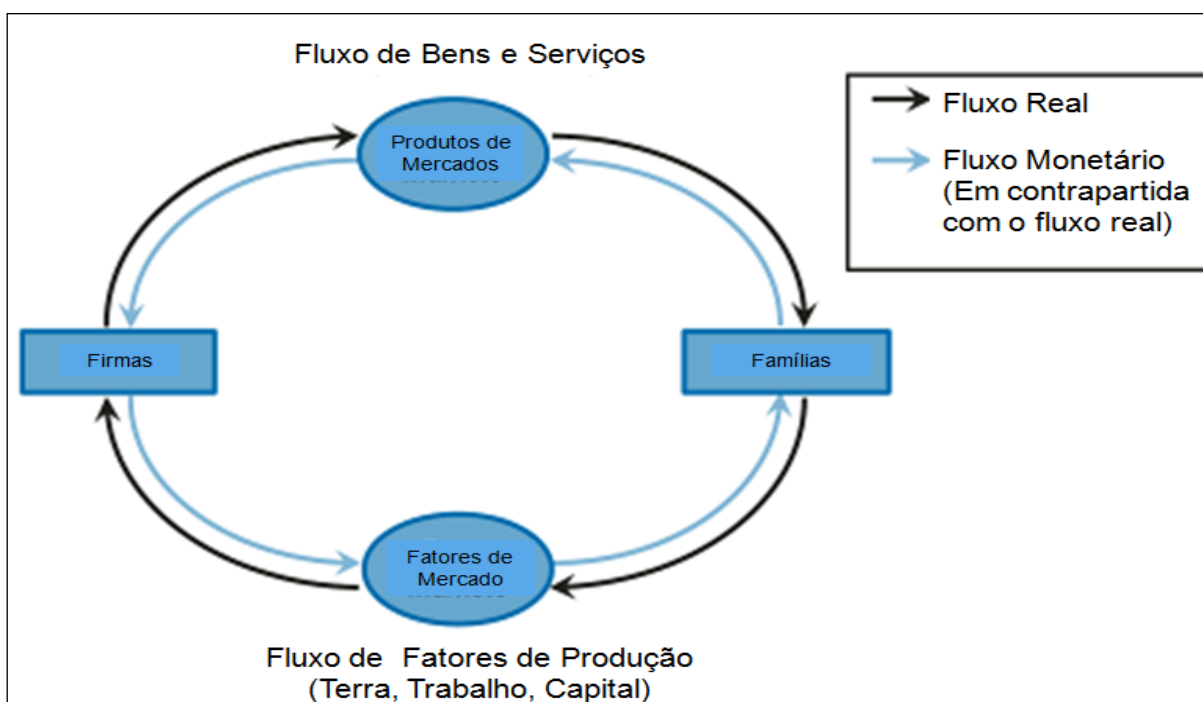 Fluxo de Bens e Serviços
Fluxo Real
Fluxo Monetário
(Em contrapartida
com o fluxo real)
Produtos de
Mercados
Firmas
Famílias
Fatores de
Mercado
Fluxo de Fatores de Produção
(Terra, Trabalho, Capital)